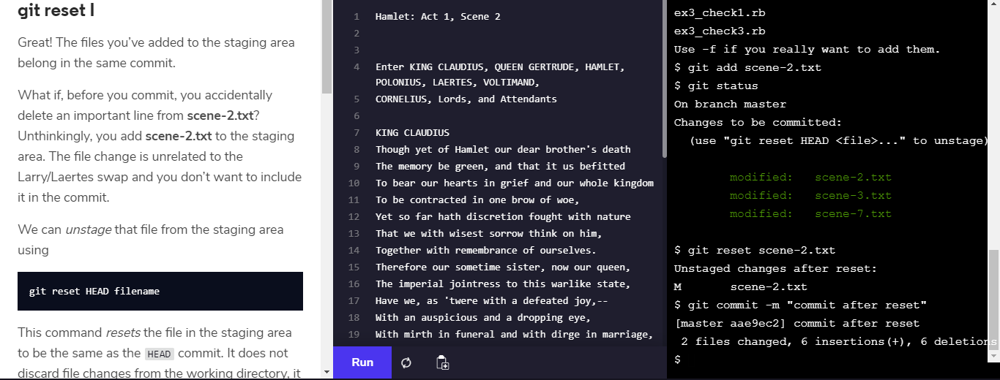 git reset I
Great! The files you’ve added to the staging area
belong in the same commit.
What if, before you commit, you accidentally
delete an important line from scene-2.txt?
Unthinkingly, you add scene-2.txt to the staging
area. The file change is unrelated to the
Larry/Laertes swap and you don’t want to include
it in the commit.
We can unstage that file from the staging area
using
git reset HEAD filename
This command resets the file in the staging area
to be the same as the HEAD commit. It does not
discard file changes from the working directory, it
1 Hamlet: Act 1, Scene 2
2
3
4 Enter KING CLAUDIUS, QUEEN GERTRUDE, HAMLET,
POLONIUS, LAERTES, VOLTIMAND,
5 CORNELIUS, Lords, and Attendants
6
7 KING CLAUDIUS
8 Though yet of Hamlet our dear brother's death
9 The memory be green, and that it us befitted
10 To bear our hearts in grief and our whole kingdom
11 To be contracted in one brow of woe,
12 Yet so far hath discretion fought with nature
13 That we with wisest sorrow think on him,
14 Together with remembrance of ourselves.
15 Therefore our sometime sister, now our queen,
16 The imperial jointress to this warlike state,
17 Have we, as 'twere with a defeated joy,--
18 With an auspicious and a dropping eye,
19 With mirth in funeral and with dirge in marriage,
Run
ex3_check1.rb
ex3_check3.rb
Use -f if you really want to add them.
$ git add scene-2.txt
$ git status
On branch master
Changes to be committed:
(use "git reset HEAD <file>..." to unstage)
modified: scene-2.txt
modified: scene-3.txt
modified: scene-7.txt
$ git reset scene-2.txt
Unstaged changes after reset:
M scene-2.txt
$ git commit -m "commit after reset"
[master aae9ec2] commit after reset
2 files changed, 6 insertions(+), 6 deletions
$